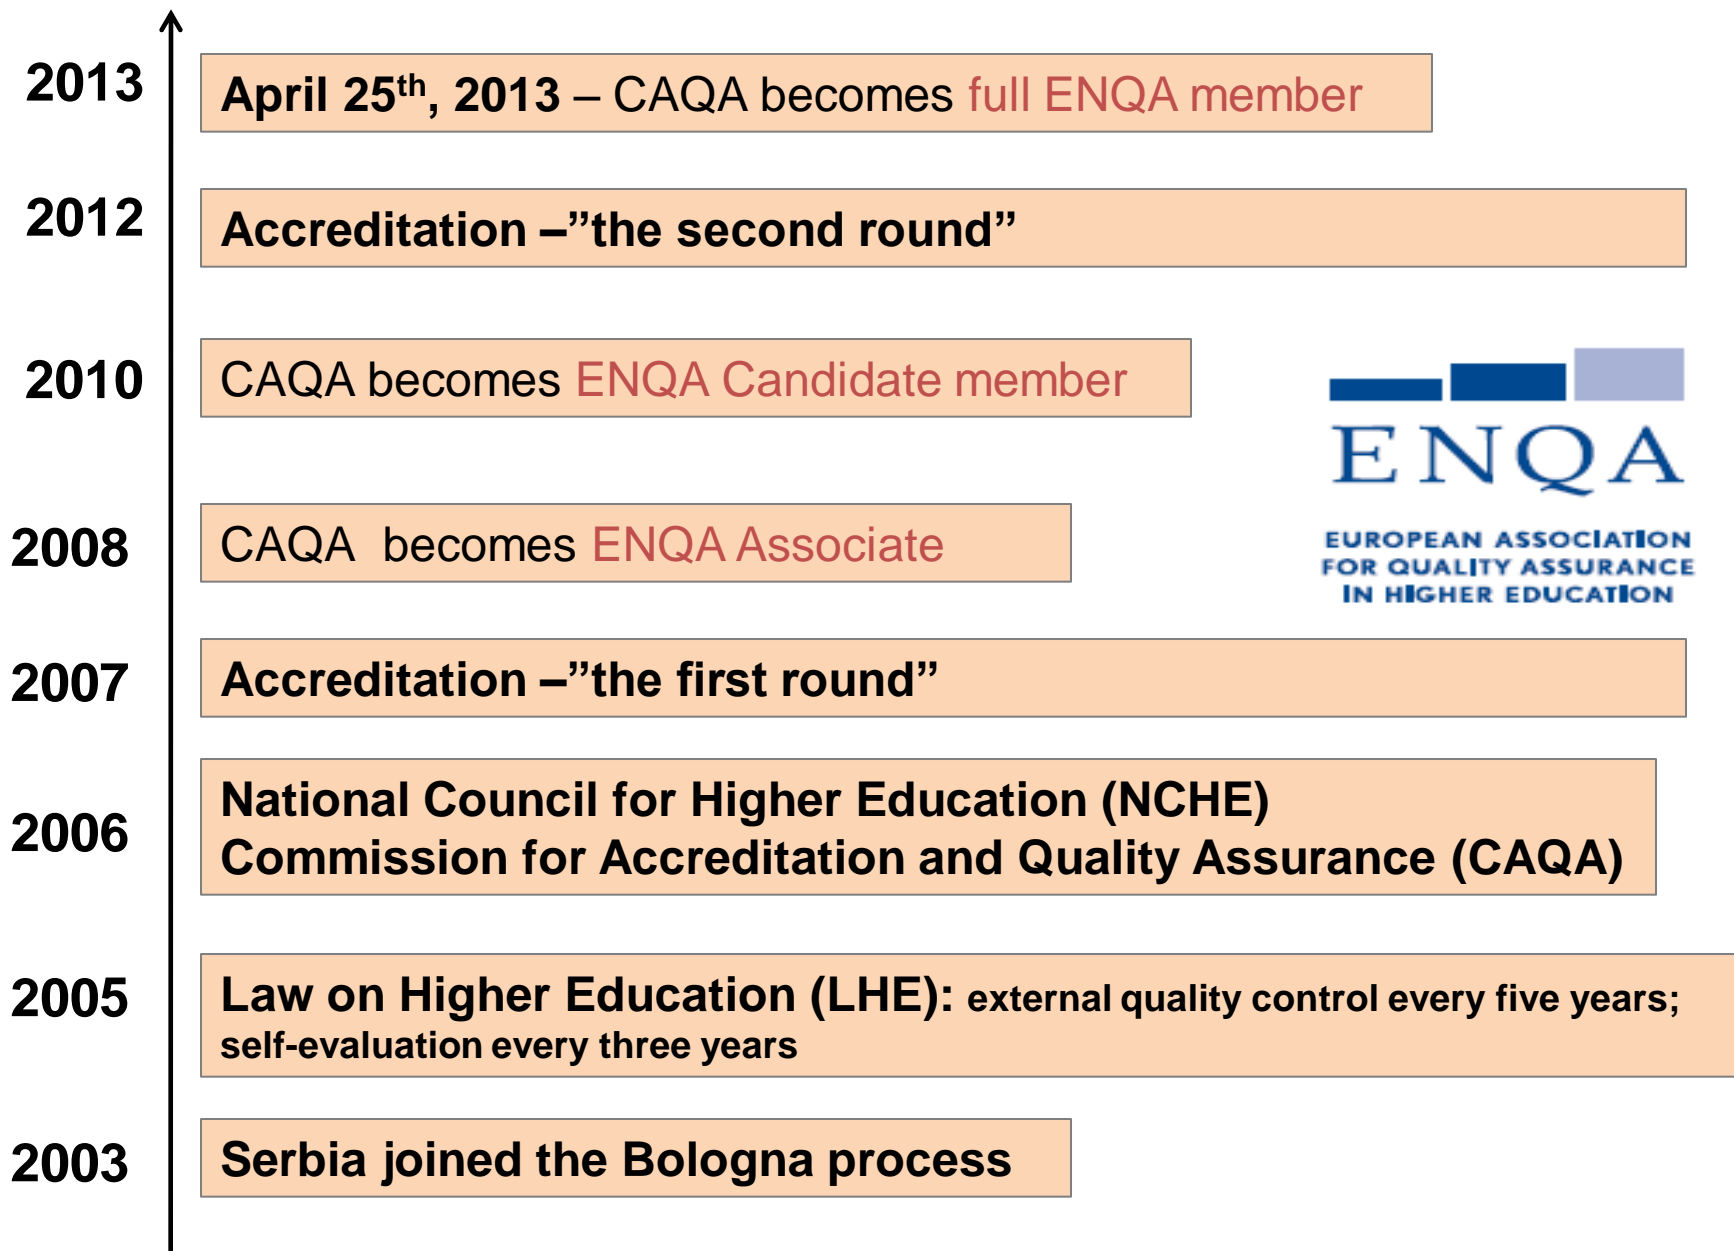 2013
April 25th, 2013 – CAQA becomes full ENQA member
2012
Accreditation –”the second round”
2010
CAQA becomes ENQA Candidate member
ENQA
EUROPEAN ASSOCIATION
FOR QUALITY ASSURANCE
IN HIGHER EDUCATION
2008
CAQA becomes ENQA Associate
2007
Accreditation –”the first round”
2006
National Council for Higher Education (NCHE)
Commission for Accreditation and Quality Assurance (CAQA)
2005
Law on Higher Education (LHE): external quality control every five years;
self-evaluation every three years
2003
Serbia joined the Bologna process